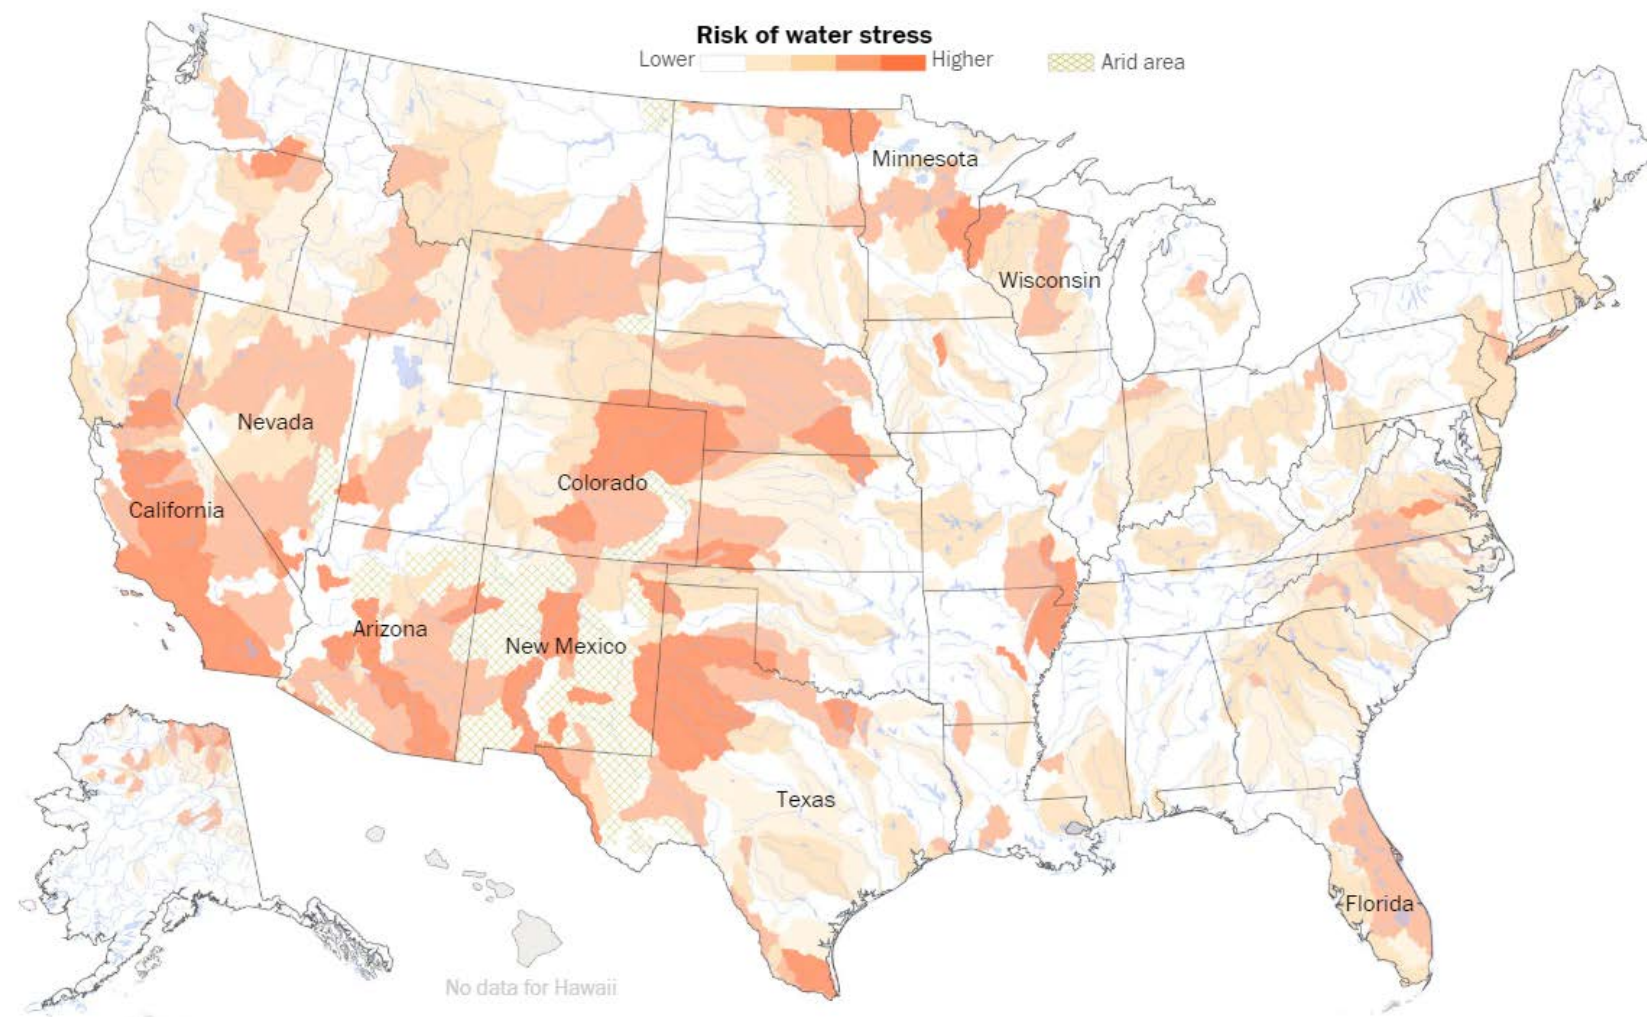 Risk of water stress
Lower Higher Arid area
Minnesota
Wisconsin
Nevada
Colorado
California
Arizona
New Mexico
Texas
Florida
No data for Hawaii